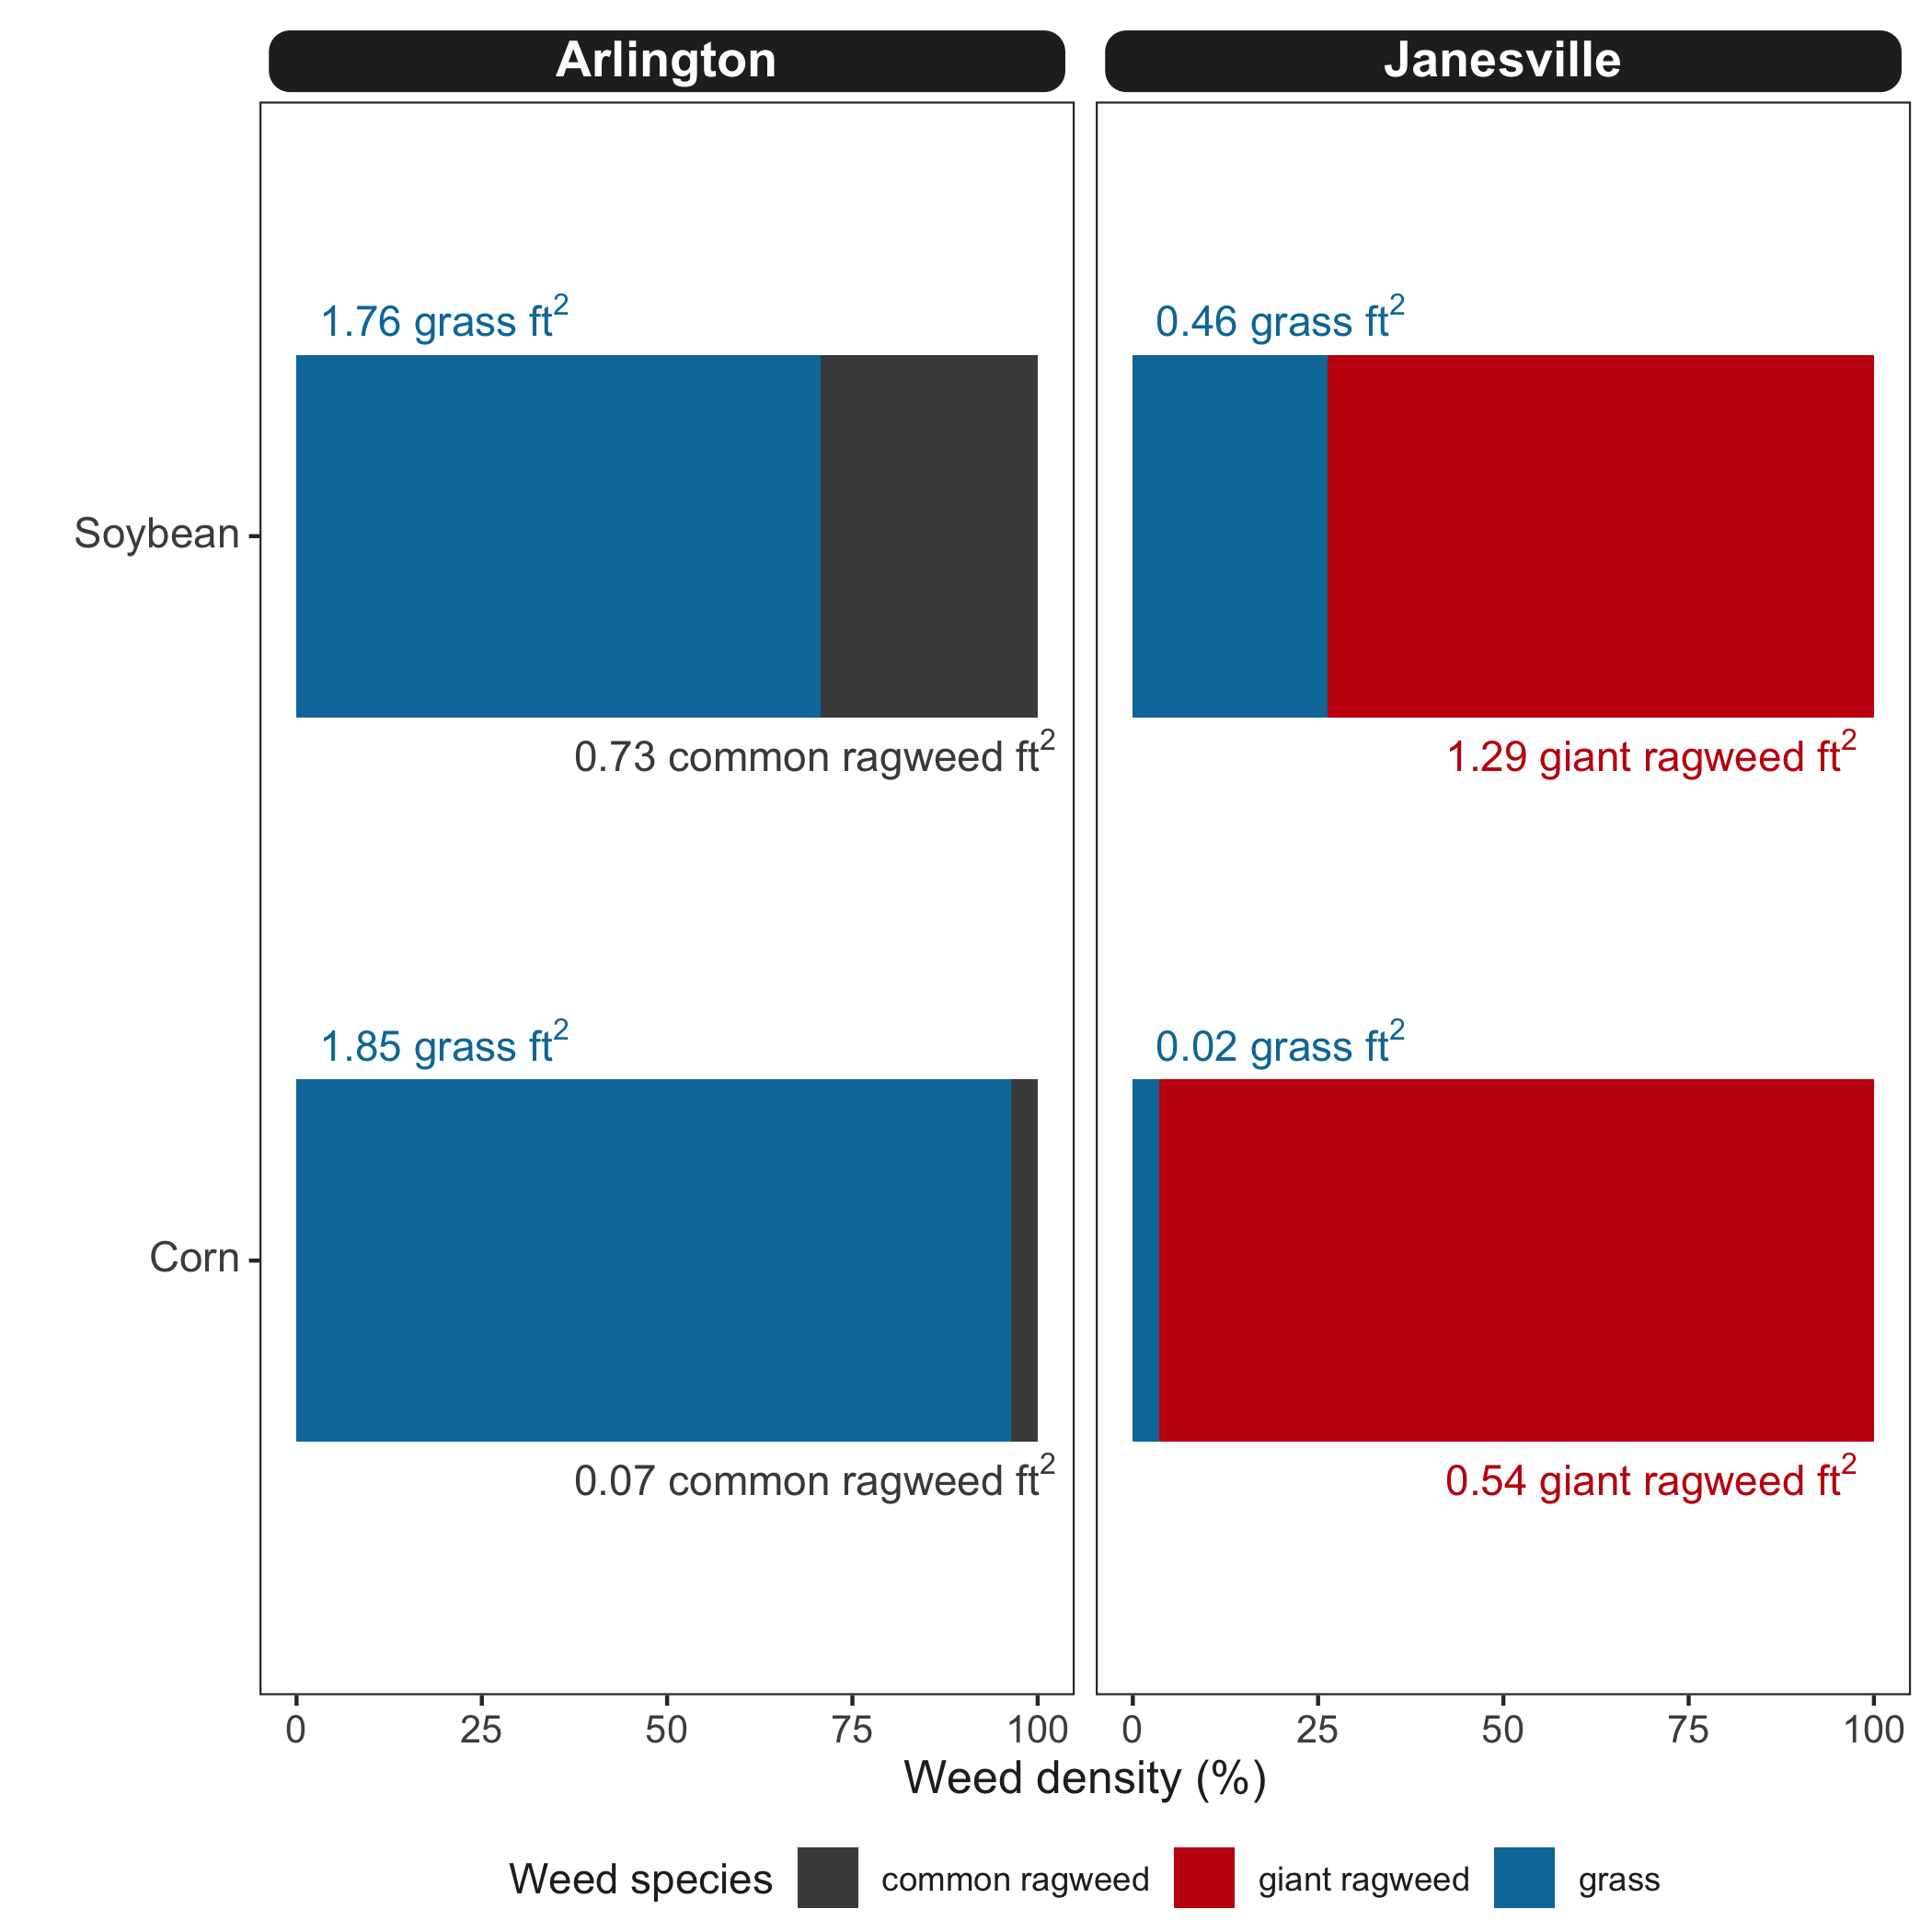 Arlington Janesville
1.76 grass ft² 0.46 grass ft²
Soybean
0.73 common ragweed ft² 1.29 giant ragweed ft²
1.85 grass ft² 0.02 grass ft²
Corn
0.07 common ragweed ft² 0.54 giant ragweed ft²
0 25 50 75 100 0 25 50 75 100
Weed density (%)
Weed species common ragweed giant ragweed grass